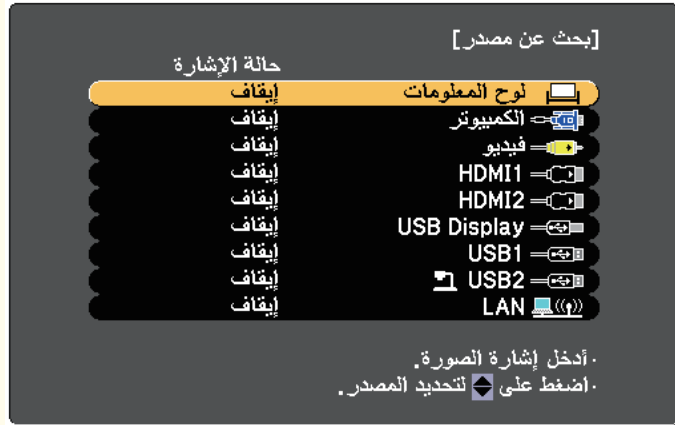 [بحث عن مصدر]
حالة الإشارة
لوح المعلومات إيقاف
الكمبيوتر إيقاف
فيديو إيقاف
HDMI1 إيقاف
HDMI2 إيقاف
USB Display إيقاف
USB1 إيقاف
USB2 إيقاف
LAN إيقاف
·أدخل إشارة الصورة.
·اضغط على لتحديد المصدر.